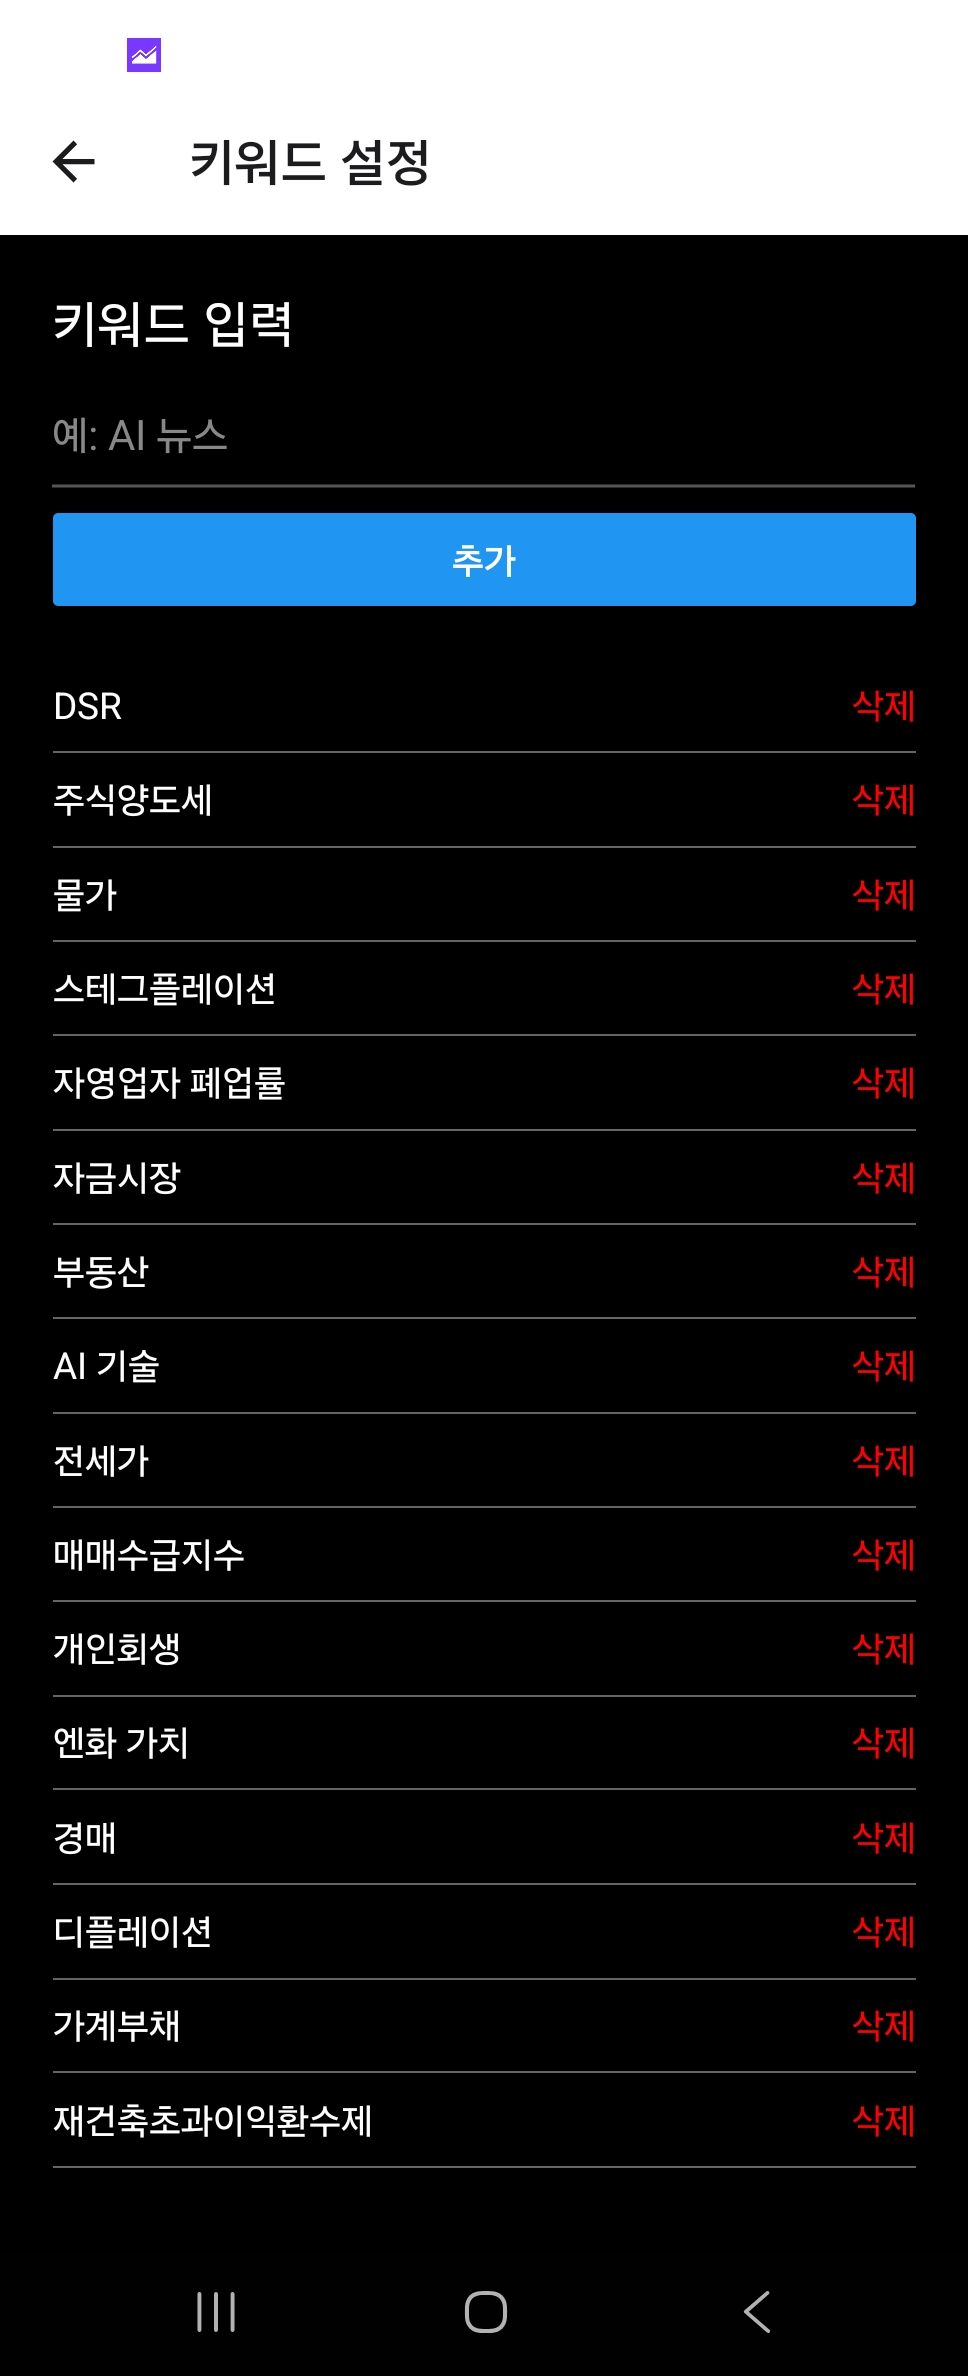 키워드 설정
키워드 입력
예: AI 뉴스
추가
DSR 삭제
주식양도세 삭제
물가 삭제
스테그플레이션 삭제
자영업자 폐업률 삭제
자금시장 삭제
부동산 삭제
AI 기술 삭제
전세가 삭제
매매수급지수 삭제
개인회생 삭제
엔화 가치 삭제
경매 삭제
디플레이션 삭제
가계부채 삭제
재건축초과이익환수제 삭제